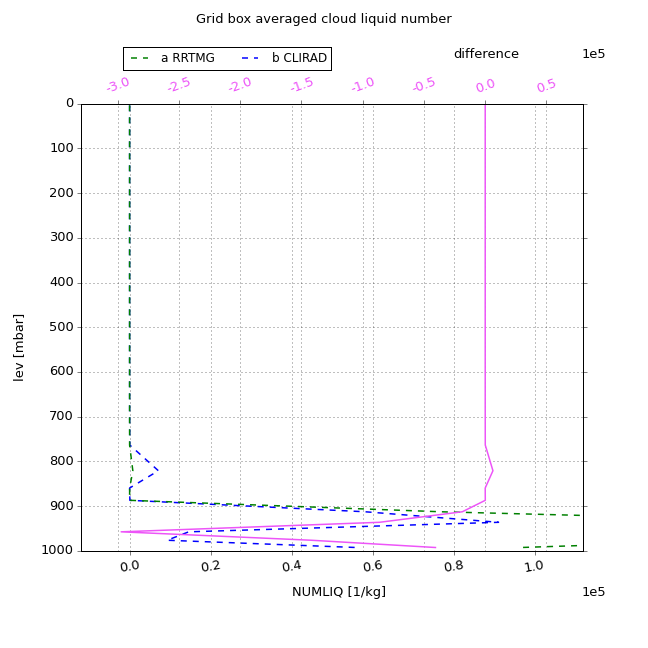 Grid box averaged cloud liquid number
a RRTMG b CLIRAD
difference 1e5
-3.0 -2.5 -2.0 -1.5 -1.0 -0.5 0.0 0.5
0
100
200
300
400
500
600
700
800
900
1000
lev [mbar]
0.0 0.2 0.4 0.6 0.8 1.0
NUMLIQ [1/kg] 1e5